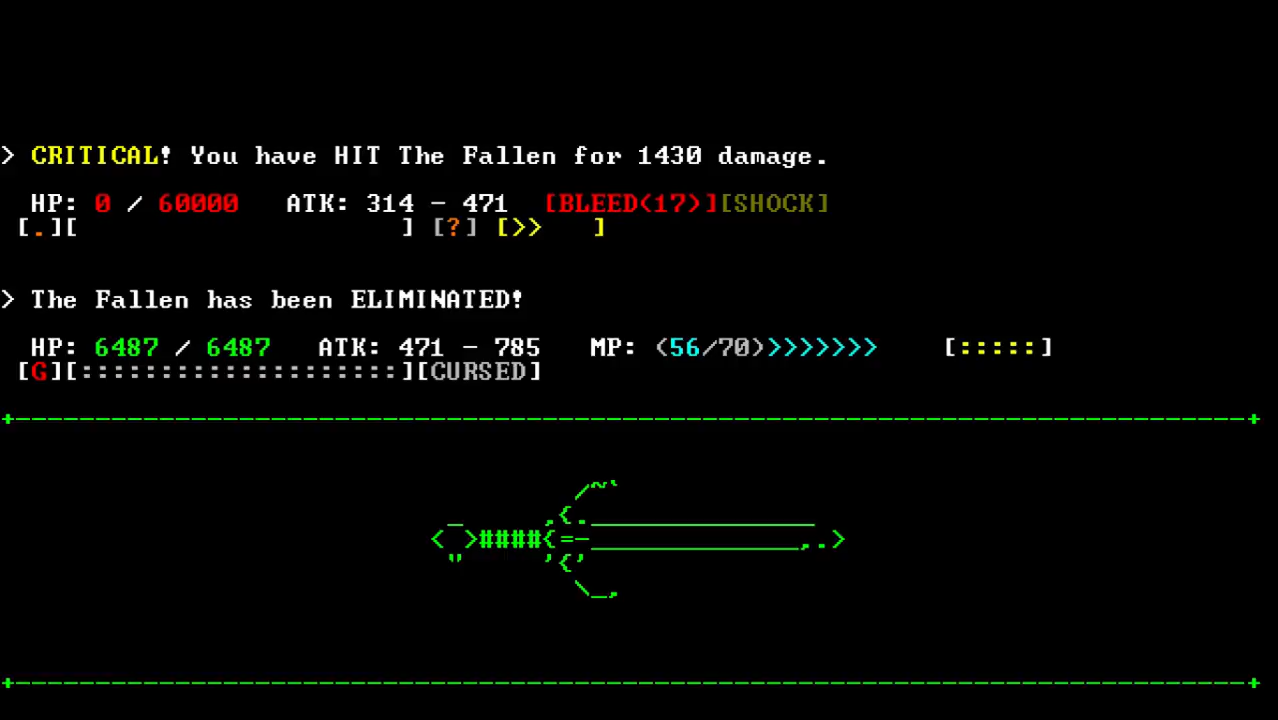 > CRITICAL! You have HIT The Fallen for 1430 damage.
HP: 0 / 60000 ATK: 314 - 471 [BLEED(17)][SHOCK]
[.][ ] [?] [>> ]
> The Fallen has been ELIMINATED!
HP: 6487 / 6487 ATK: 471 - 785 MP: (56/70)>>>>>>> [:::::]
[G][::::::::::::::::::::][CURSED]